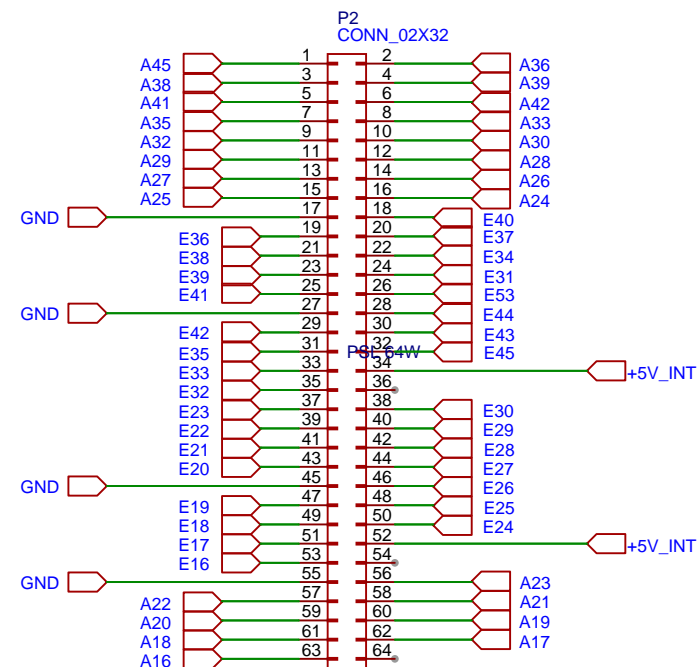 P2
CONN_02X32
A45 1 2 A36
A38 3 4 A39
A41 5 6 A42
A35 7 8 A33
A32 9 10 A30
A29 11 12 A28
A27 13 14 A26
A25 15 16 A24
GND 17 18 E40
E36 19 20 E37
E38 21 22 E34
E39 23 24 E31
E41 25 26 E53
GND 27 28 E44
E42 29 30 E43
E35 31 32 E45
PSL 64W
E33 33 34 +5V_INT
E32 35 36
E23 37 38 E30
E22 39 40 E29
E21 41 42 E28
E20 43 44 E27
GND 45 46 E26
E19 47 48 E25
E18 49 50 E24
E17 51 52 +5V_INT
E16 53 54
GND 55 56 A23
A22 57 58 A21
A20 59 60 A19
A18 61 62 A17
A16 63 64